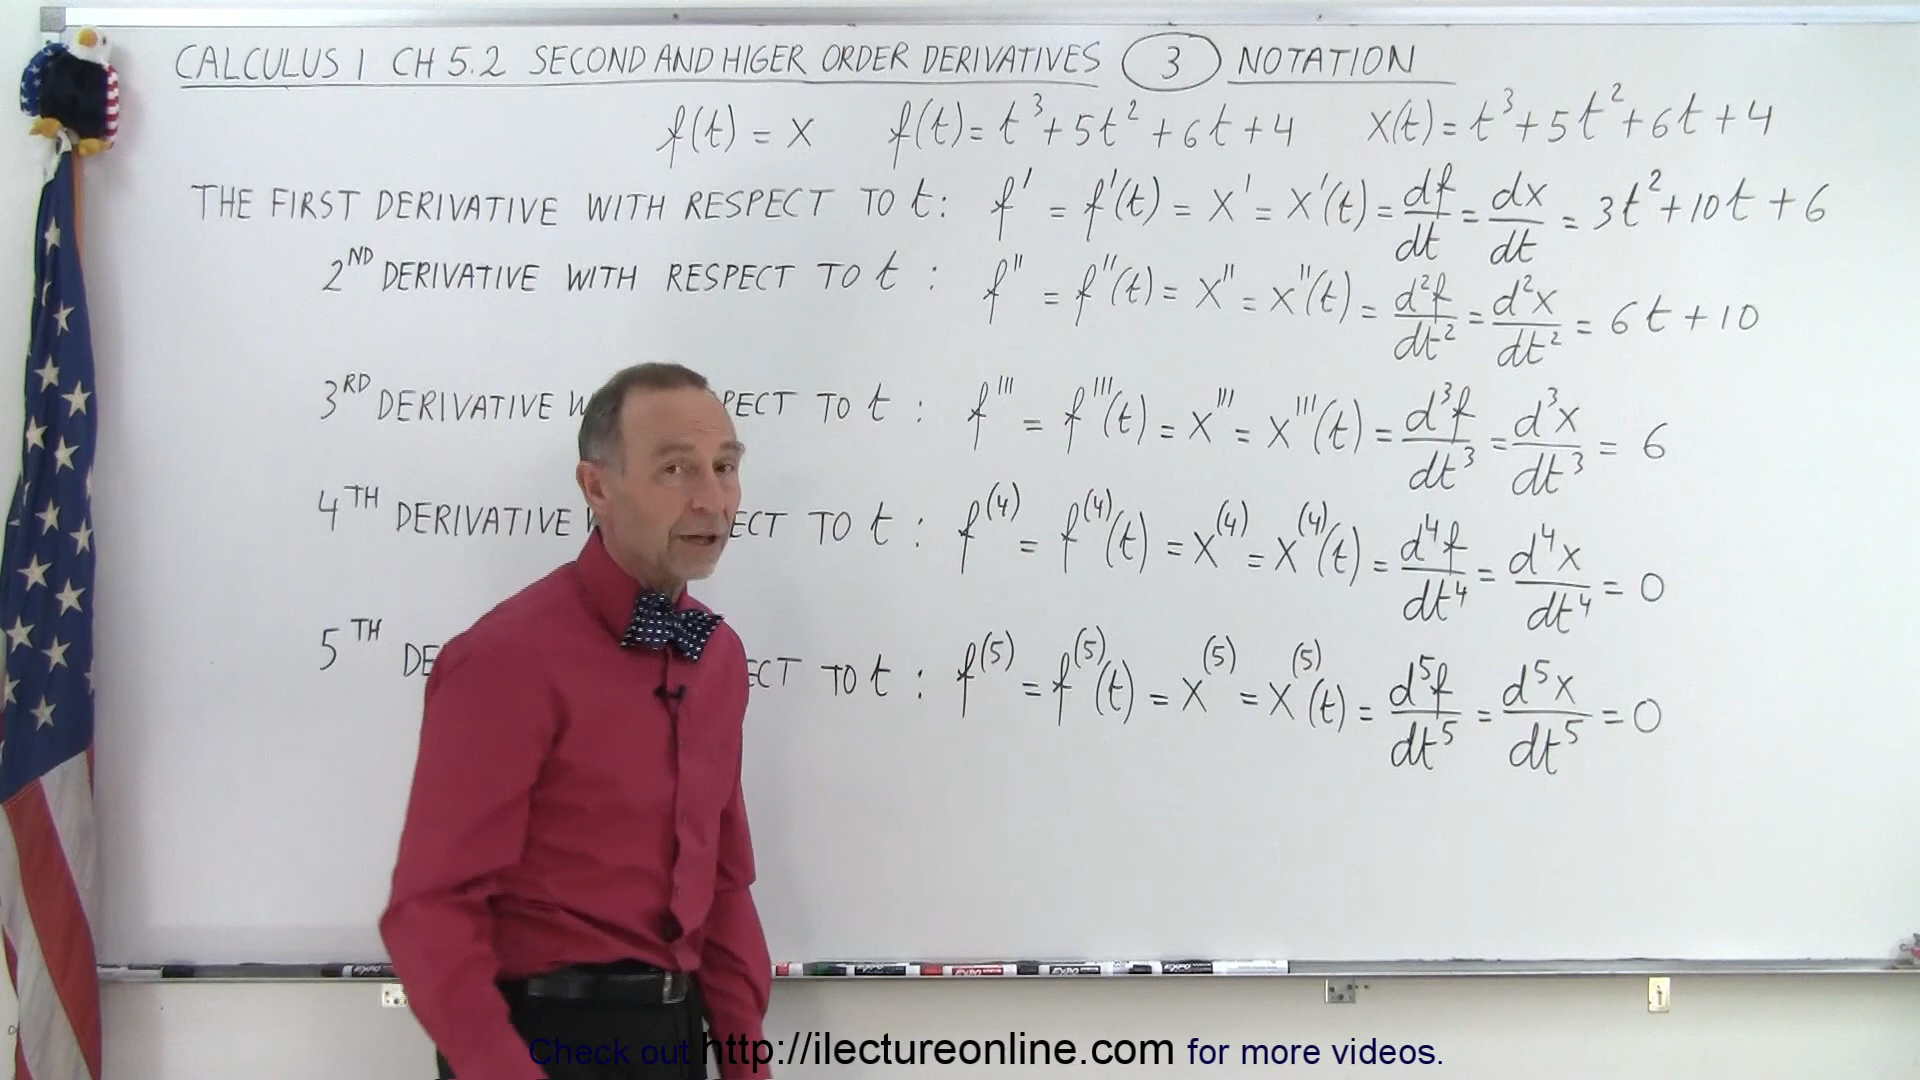 CALCULUS 1 CH 5.2 SECOND AND HIGER ORDER DERIVATIVES 3 NOTATION
f(t) = x f(t) = t³ + 5t² + 6t + 4 x(t) = t³ + 5t² + 6t + 4
THE FIRST DERIVATIVE WITH RESPECT TO t: f' = f'(t) = x' = x'(t) = df/dt = dx/dt = 3t² + 10t + 6
2ND DERIVATIVE WITH RESPECT TO t : f'' = f''(t) = x'' = x''(t) = d²f/dt² = d²x/dt² = 6t + 10
3RD DERIVATIVE W PECT TO t : f''' = f'''(t) = x''' = x'''(t) = d³f/dt³ = d³x/dt³ = 6
4TH DERIVATIVE ECT TO t : f⁽⁴⁾ = f⁽⁴⁾(t) = x⁽⁴⁾ = x⁽⁴⁾(t) = d⁴f/dt⁴ = d⁴x/dt⁴ = 0
5TH DE ECT TO t : f⁽⁵⁾ = f⁽⁵⁾(t) = x⁽⁵⁾ = x⁽⁵⁾(t) = d⁵f/dt⁵ = d⁵x/dt⁵ = 0
Check out http://ilectureonline.com for more videos.